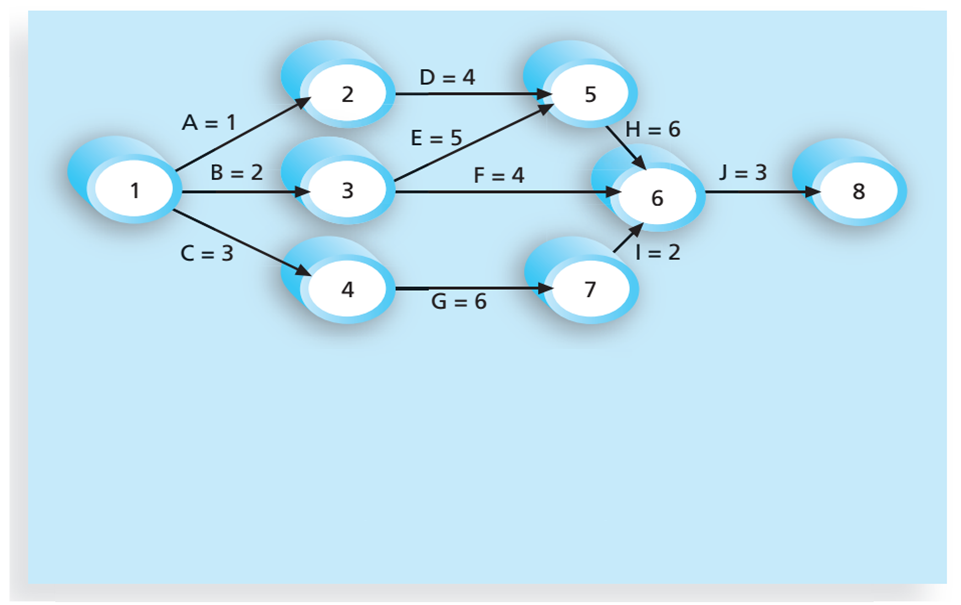 2
D = 4
5
A = 1
E = 5
H = 6
1
B = 2
3
F = 4
6
J = 3
8
C = 3
I = 2
4
G = 6
7